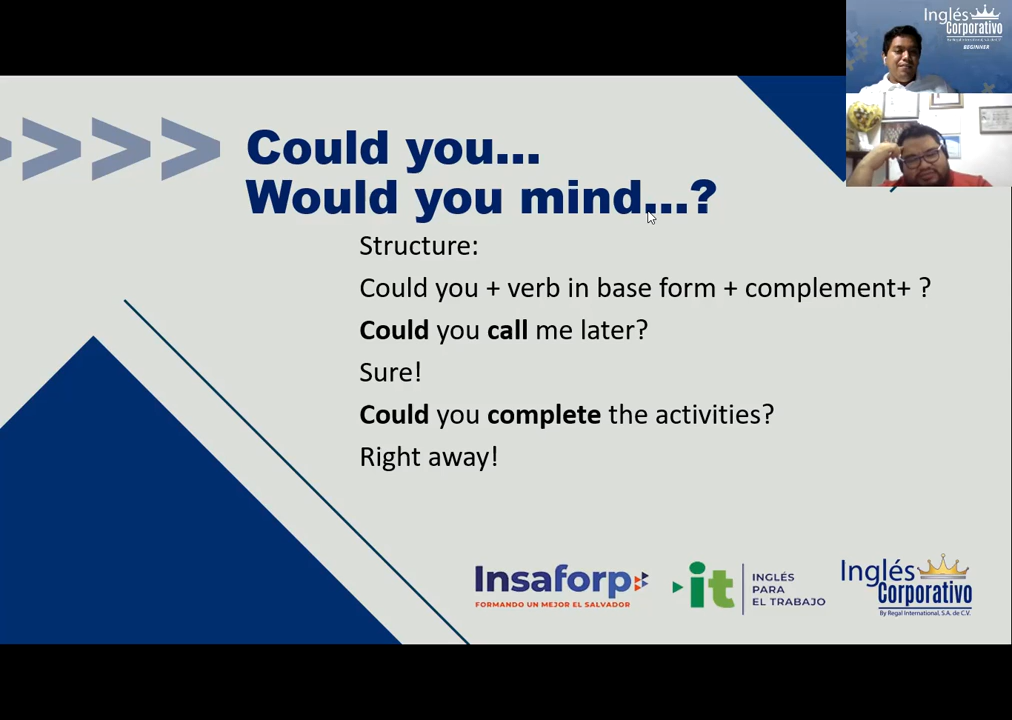 Inglés
Corporativo
BEGINNER
>>>>
Could you...
Would you mind...?
Structure:
Could you + verb in base form + complement+ ?
Could you call me later?
Sure!
Could you complete the activities?
Right away!
Insaforp
FORMANDO UN MEJOR EL SALVADOR
it
INGLÉS
PARA
EL TRABAJO
Inglés
Corporativo
By Regal International, S.A. de C.V.